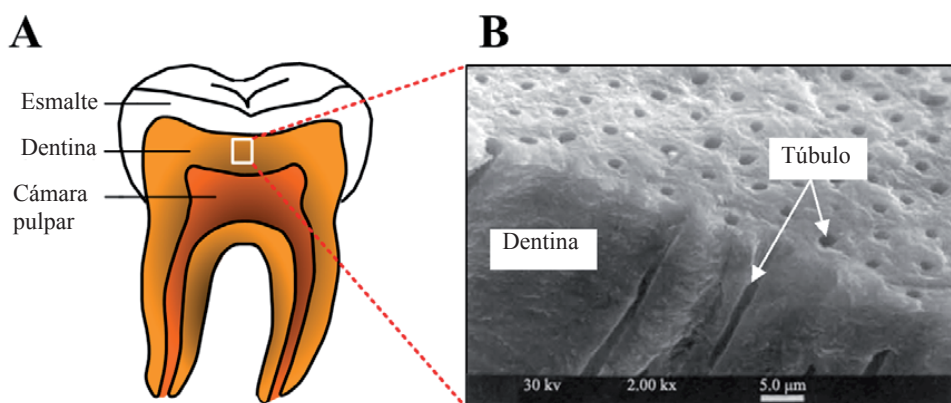 A
Esmalte
Dentina
Cámara
pulpar
B
Túbulo
Dentina
30 kv 2.00 kx 5.0 µm